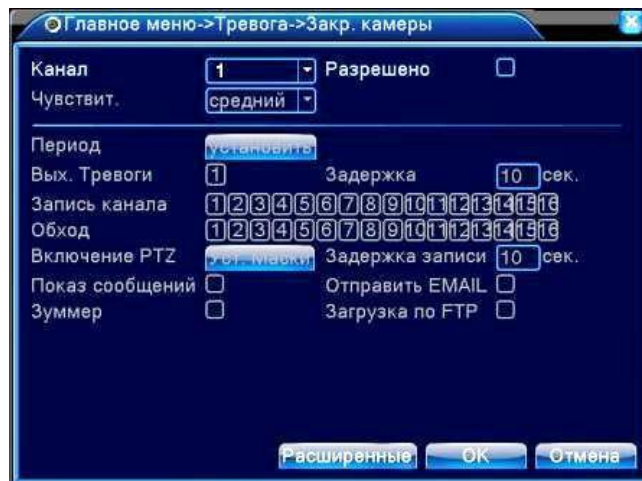 Главное меню->Тревога->Закр. камеры
Канал 1 Разрешено
Чувствит. средний
Период Установить
Вых. Тревоги 1 Задержка 10 сек.
Запись канала 1 2 3 4 5 6 7 8 9 10 11 12 13 14 15 16
Обход 1 2 3 4 5 6 7 8 9 10 11 12 13 14 15 16
Включение PTZ Уст. Маски Задержка записи 10 сек.
Показ сообщений Отправить EMAIL
Зуммер Загрузка по FTP
Расширенные OK Отмена